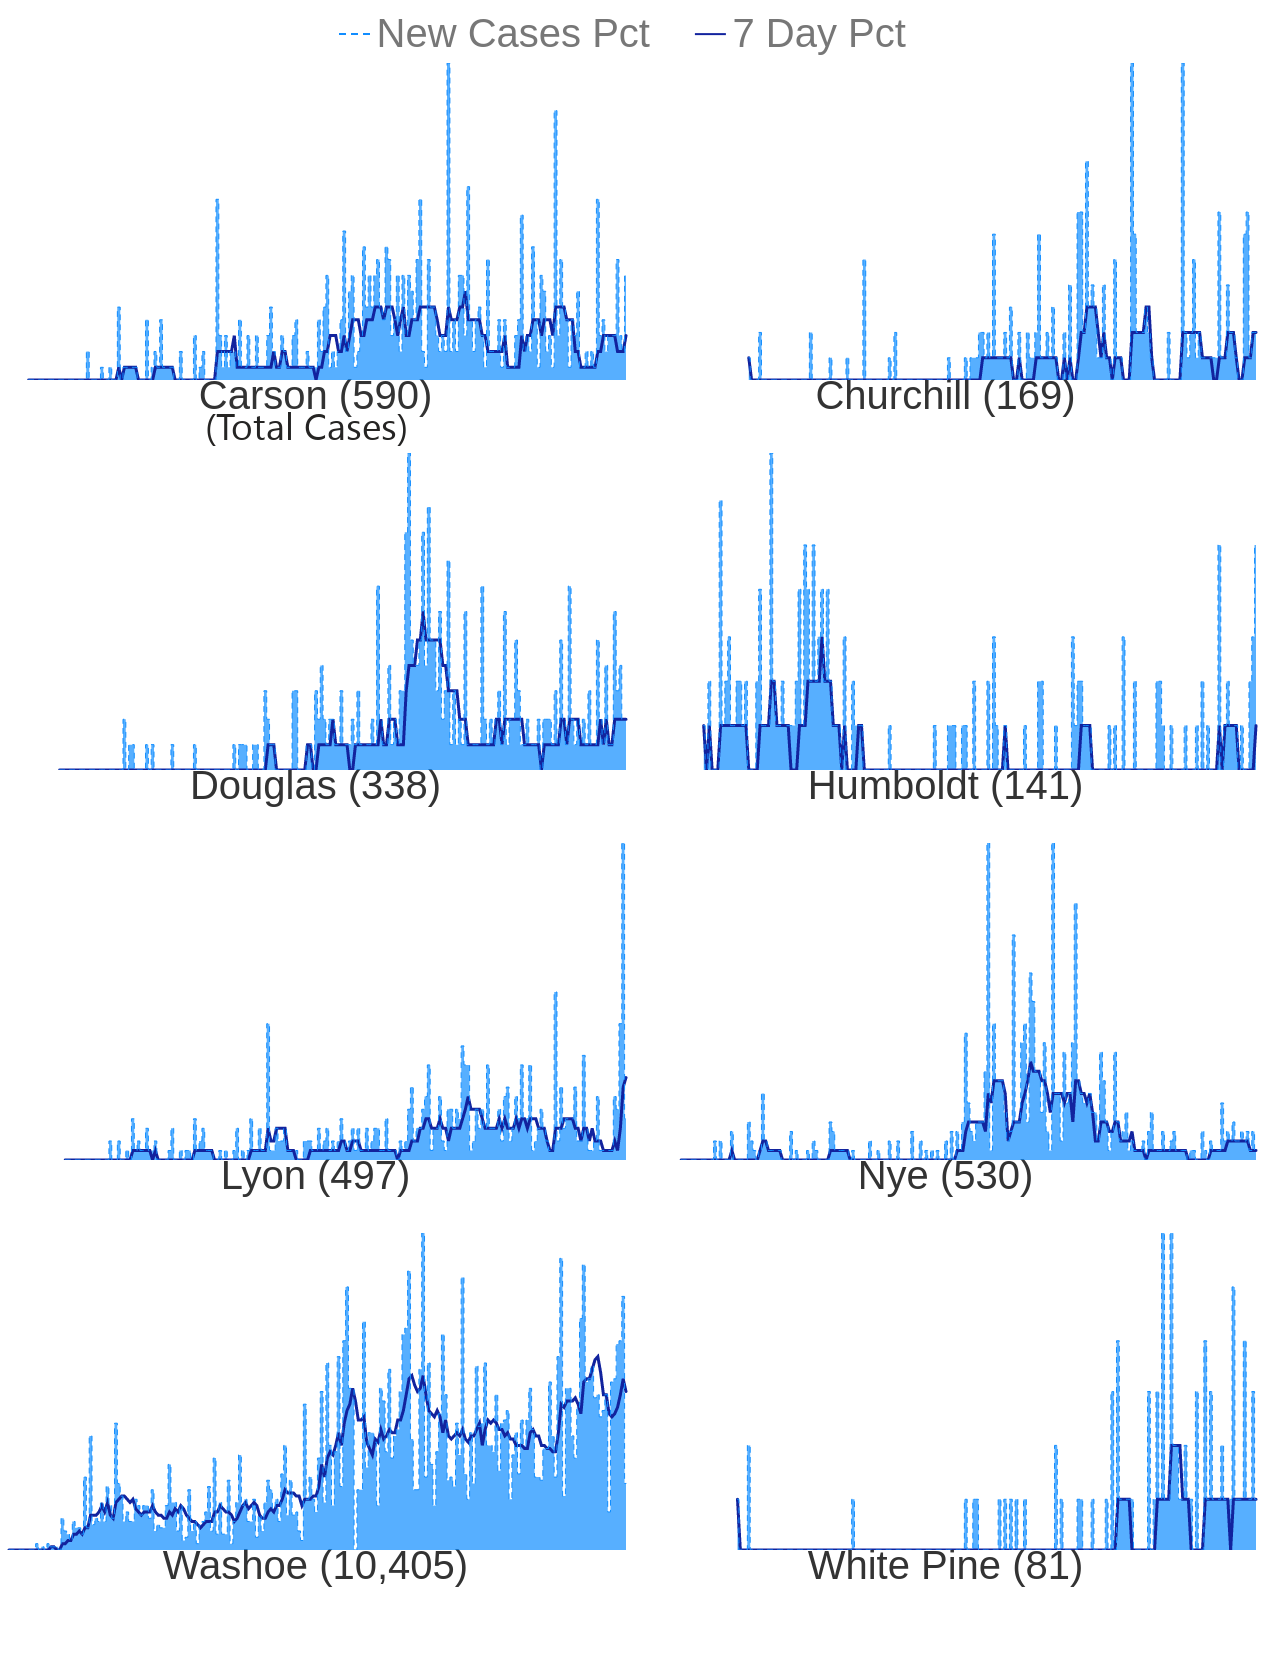 New Cases Pct 7 Day Pct
Carson (590) Churchill (169)
(Total Cases)
Douglas (338) Humboldt (141)
Lyon (497) Nye (530)
Washoe (10,405) White Pine (81)